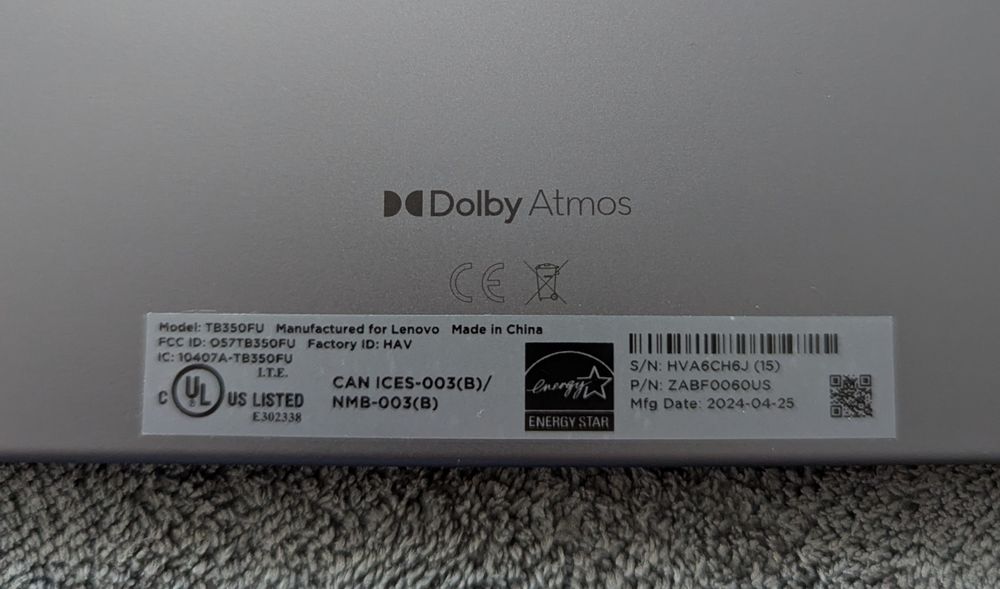 Dolby Atmos
CE
Model: TB350FU Manufactured for Lenovo Made in China
FCC ID: O57TB350FU Factory ID: HAV
IC: 10407A-TB350FU
I.T.E.
C UL US LISTED
E302338
CAN ICES-003(B)/
NMB-003(B)
energy
ENERGY STAR
S/N: HVA6CH6J (15)
P/N: ZABF0060US
Mfg Date: 2024-04-25